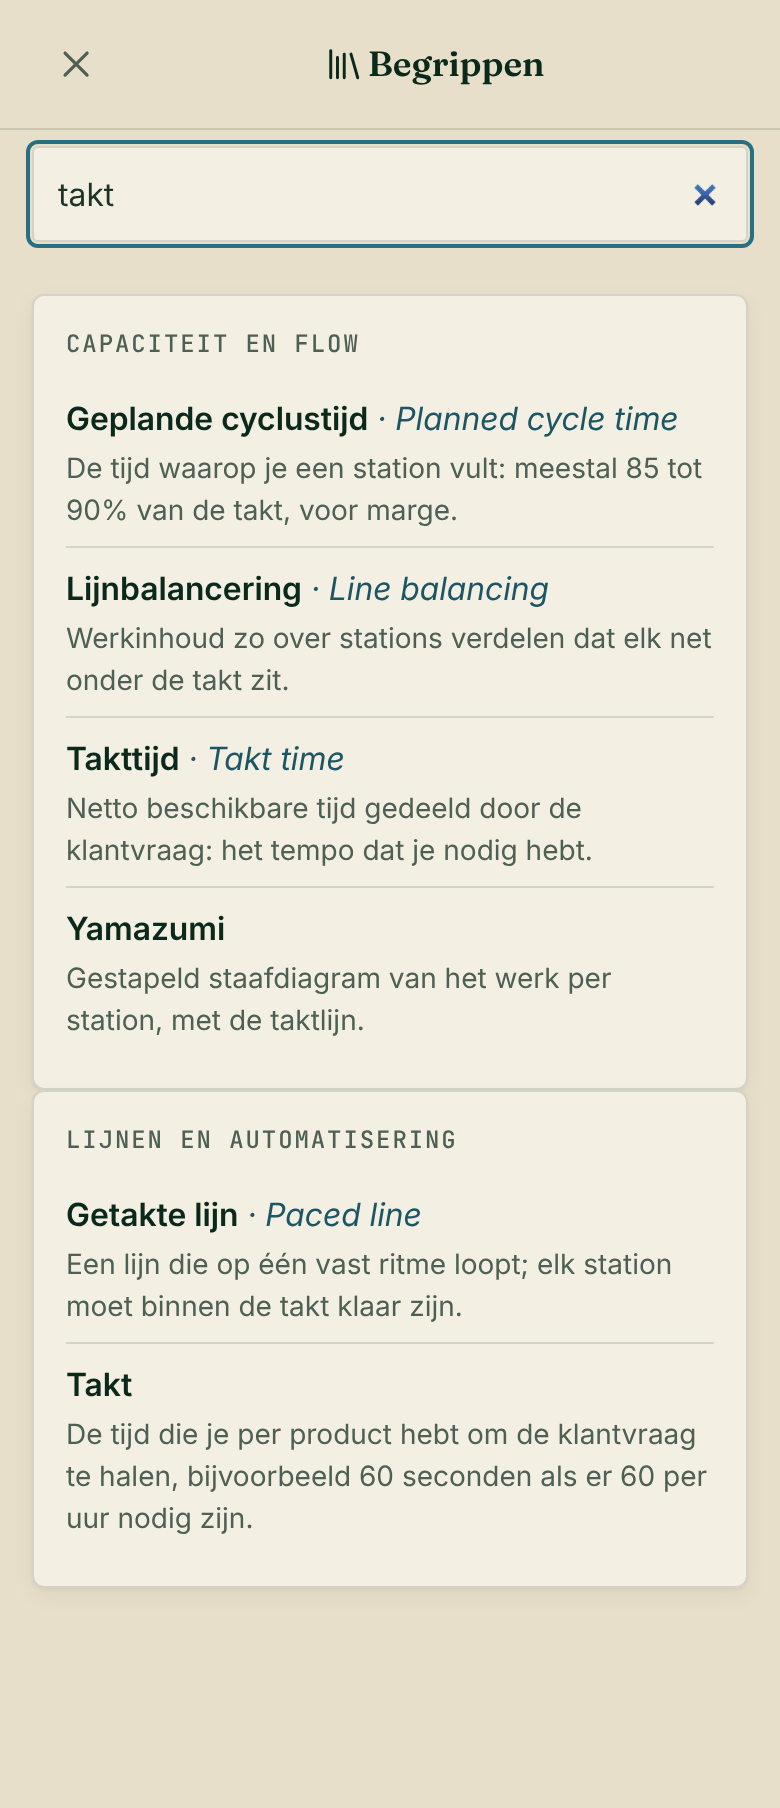 Begrippen
takt
CAPACITEIT EN FLOW
Geplande cyclustijd · Planned cycle time
De tijd waarop je een station vult: meestal 85 tot
90% van de takt, voor marge.
Lijnbalancering · Line balancing
Werkinhoud zo over stations verdelen dat elk net
onder de takt zit.
Takttijd · Takt time
Netto beschikbare tijd gedeeld door de
klantvraag: het tempo dat je nodig hebt.
Yamazumi
Gestapeld staafdiagram van het werk per
station, met de taktlijn.
LIJNEN EN AUTOMATISERING
Getakte lijn · Paced line
Een lijn die op één vast ritme loopt; elk station
moet binnen de takt klaar zijn.
Takt
De tijd die je per product hebt om de klantvraag
te halen, bijvoorbeeld 60 seconden als er 60 per
uur nodig zijn.